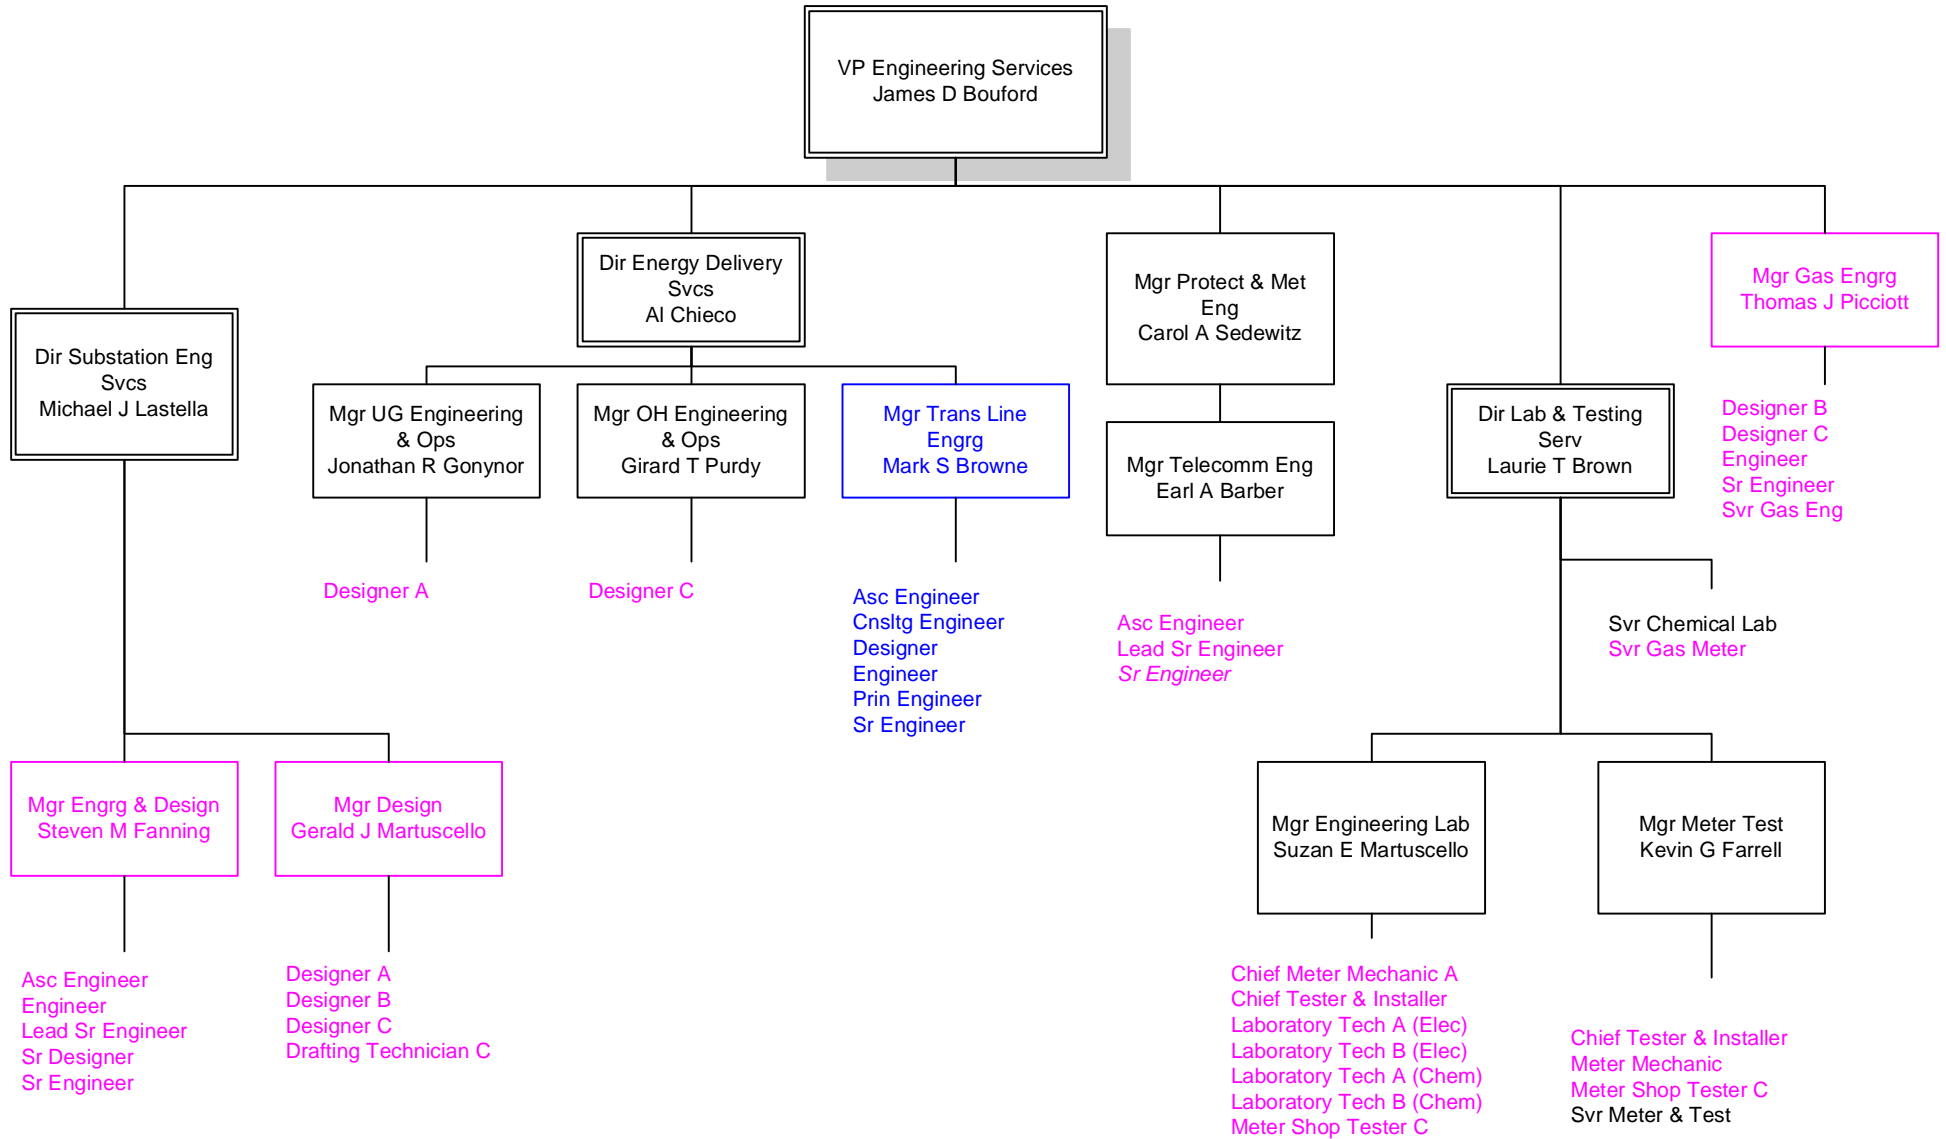 VP Engineering Services
James D Bouford
Dir Substation Eng
Svcs
Michael J Lastella
Dir Energy Delivery
Svcs
Al Chieco
Mgr Protect & Met
Eng
Carol A Sedewitz
Mgr Gas Engrg
Thomas J Picciott
Mgr UG Engineering
& Ops
Jonathan R Gonynor
Mgr OH Engineering
& Ops
Girard T Purdy
Mgr Trans Line
Engrg
Mark S Browne
Mgr Telecomm Eng
Earl A Barber
Dir Lab & Testing
Serv
Laurie T Brown
Designer B
Designer C
Engineer
Sr Engineer
Svr Gas Eng
Designer A
Designer C
Asc Engineer
Cnsltg Engineer
Designer
Engineer
Prin Engineer
Sr Engineer
Asc Engineer
Lead Sr Engineer
Sr Engineer
Svr Chemical Lab
Svr Gas Meter
Mgr Engrg & Design
Steven M Fanning
Mgr Design
Gerald J Martuscello
Mgr Engineering Lab
Suzan E Martuscello
Mgr Meter Test
Kevin G Farrell
Asc Engineer
Engineer
Lead Sr Engineer
Sr Designer
Sr Engineer
Designer A
Designer B
Designer C
Drafting Technician C
Chief Meter Mechanic A
Chief Tester & Installer
Laboratory Tech A (Elec)
Laboratory Tech B (Elec)
Laboratory Tech A (Chem)
Laboratory Tech B (Chem)
Meter Shop Tester C
Chief Tester & Installer
Meter Mechanic
Meter Shop Tester C
Svr Meter & Test